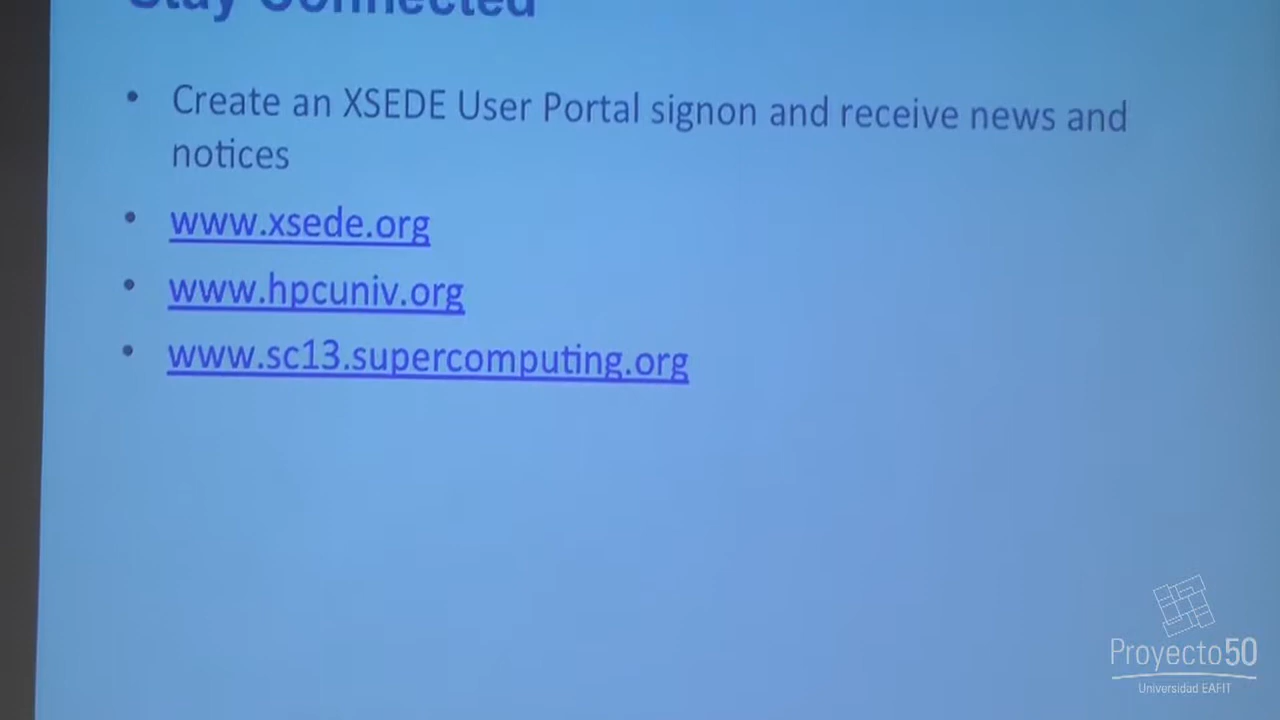 Stay Connected
• Create an XSEDE User Portal signon and receive news and
notices
• www.xsede.org
• www.hpcuniv.org
• www.sc13.supercomputing.org
Proyecto50
Universidad EAFIT